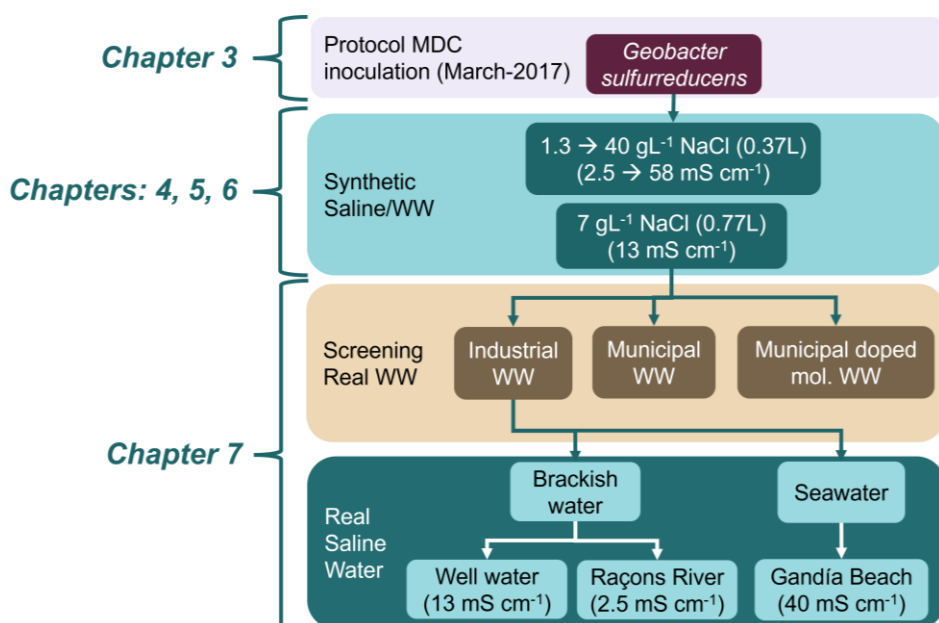 Chapter 3
Protocol MDC
inoculation (March-2017)
Geobacter
sulfurreducens
Chapters: 4, 5, 6
Synthetic
Saline/WW
1.3 → 40 gL⁻¹ NaCl (0.37L)
(2.5 → 58 mS cm⁻¹)
7 gL⁻¹ NaCl (0.77L)
(13 mS cm⁻¹)
Chapter 7
Screening
Real WW
Industrial
WW
Municipal
WW
Municipal doped
mol. WW
Real
Saline
Water
Brackish
water
Seawater
Well water
(13 mS cm⁻¹)
Raçons River
(2.5 mS cm⁻¹)
Gandía Beach
(40 mS cm⁻¹)